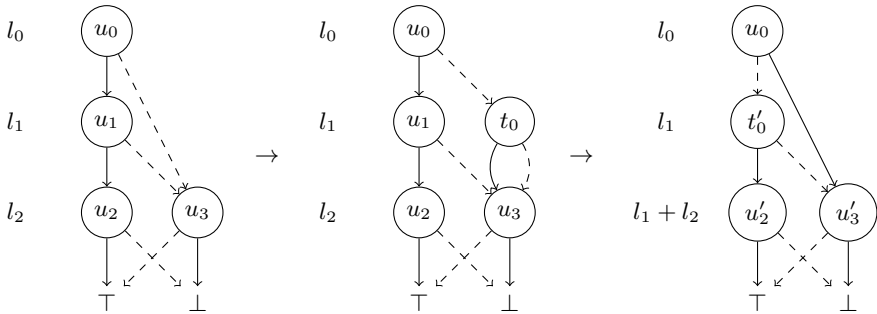 l₀ u₀ l₀ u₀ l₀ u₀
l₁ u₁ l₁ u₁ t₀ l₁ t′₀
→ →
l₂ u₂ u₃ l₂ u₂ u₃ l₁ + l₂ u′₂ u′₃
⊤ ⊥ ⊤ ⊥ ⊤ ⊥